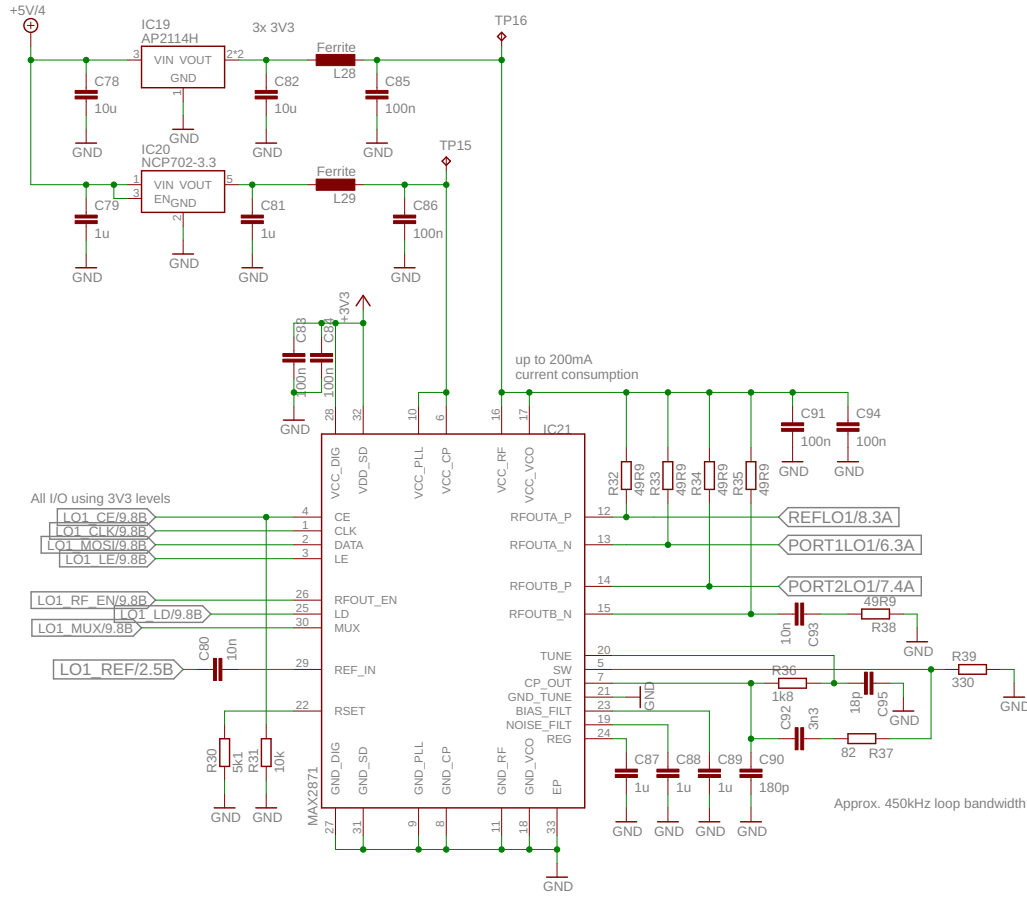 +5V/4
IC19
AP2114H
3x 3V3
TP16
3 VIN VOUT 2*2
GND
1
Ferrite
L28
C78
10u
C82
10u
C85
100n
GND
GND
GND
GND
IC20
NCP702-3.3
TP15
1 VIN VOUT 5
3 EN GND
2
Ferrite
L29
C79
1u
C81
1u
C86
100n
GND
GND
GND
GND
+3V3
C83
100n
C84
100n
GND
up to 200mA
current consumption
28
32
10
6
16
17
IC21
C91
100n
C94
100n
GND
GND
VCC_DIG
VDD_SD
VCC_PLL
VCC_CP
VCC_RF
VCC_VCO
R32
49R9
R33
49R9
R34
49R9
R35
49R9
All I/O using 3V3 levels
LO1_CE/9.8B 4 CE
LO1_CLK/9.8B 1 CLK
LO1_MOSI/9.8B 2 DATA
LO1_LE/9.8B 3 LE
LO1_RF_EN/9.8B 26 RFOUT_EN
LO1_LD/9.8B 25 LD
LO1_MUX/9.8B 30 MUX
LO1_REF/2.5B
C80
10n
29 REF_IN
22 RSET
R30
5k1
R31
10k
GND
GND
RFOUTA_P 12 REFLO1/8.3A
RFOUTA_N 13 PORT1LO1/6.3A
RFOUTB_P 14 PORT2LO1/7.4A
RFOUTB_N 15
10n
C93
49R9
R38
GND
TUNE 20
SW 5
CP_OUT 7
GND_TUNE 21
GND
BIAS_FILT 23
NOISE_FILT 19
REG 24
R36
1k8
18p
C95
GND
R39
330
GND
C92
3n3
82
R37
C87
1u
C88
1u
C89
1u
C90
180p
GND
GND
GND
GND
Approx. 450kHz loop bandwidth
MAX2871
GND_DIG
GND_SD
GND_PLL
GND_CP
GND_RF
GND_VCO
EP
27
31
9
8
11
18
33
GND